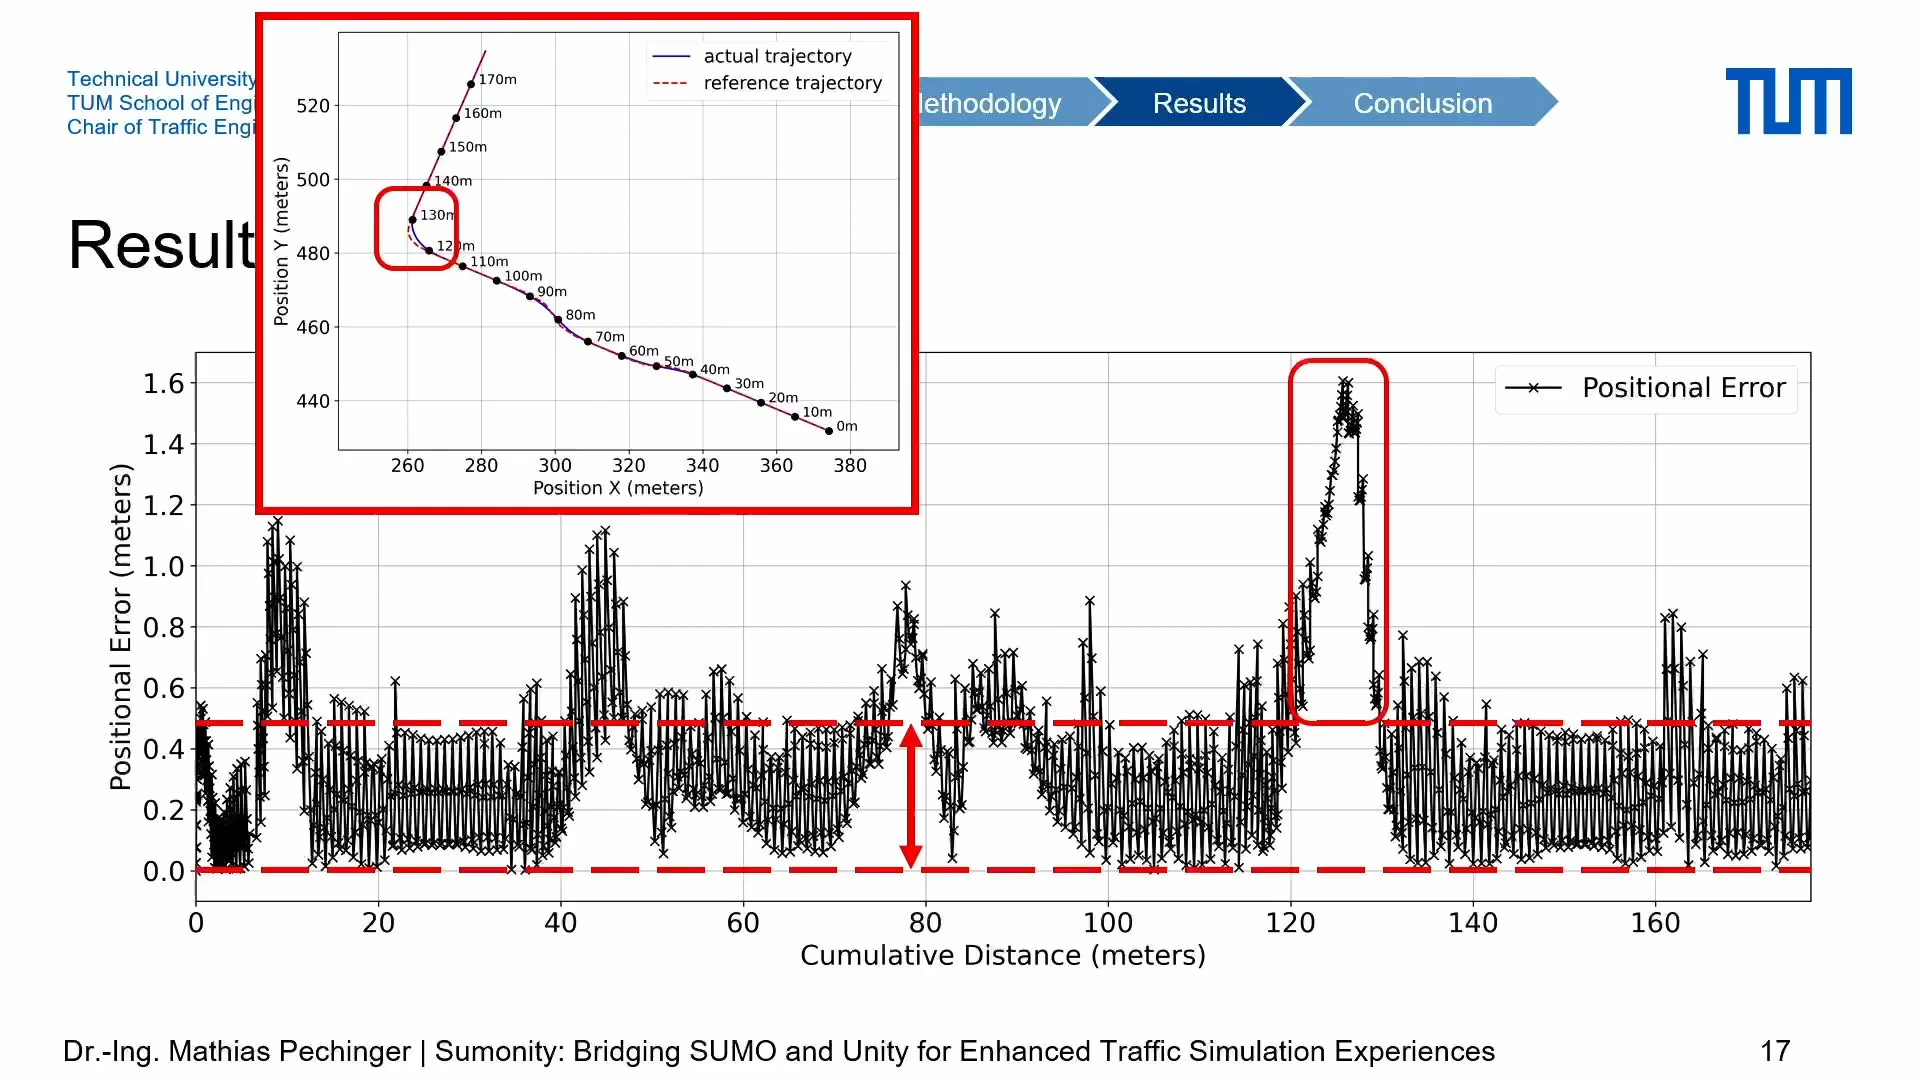 Technical University
TUM School of Engi
Chair of Traffic Engi
ethodology
Results
Conclusion
TUM
Result
actual trajectory
reference trajectory
Position Y (meters)
520
500
480
460
440
170m
160m
150m
140m
130m
120m
110m
100m
90m
80m
70m
60m
50m
40m
30m
20m
10m
0m
260 280 300 320 340 360 380
Position X (meters)
Positional Error
Positional Error (meters)
1.6
1.4
1.2
1.0
0.8
0.6
0.4
0.2
0.0
0 20 40 60 80 100 120 140 160
Cumulative Distance (meters)
Dr.-Ing. Mathias Pechinger | Sumonity: Bridging SUMO and Unity for Enhanced Traffic Simulation Experiences
17